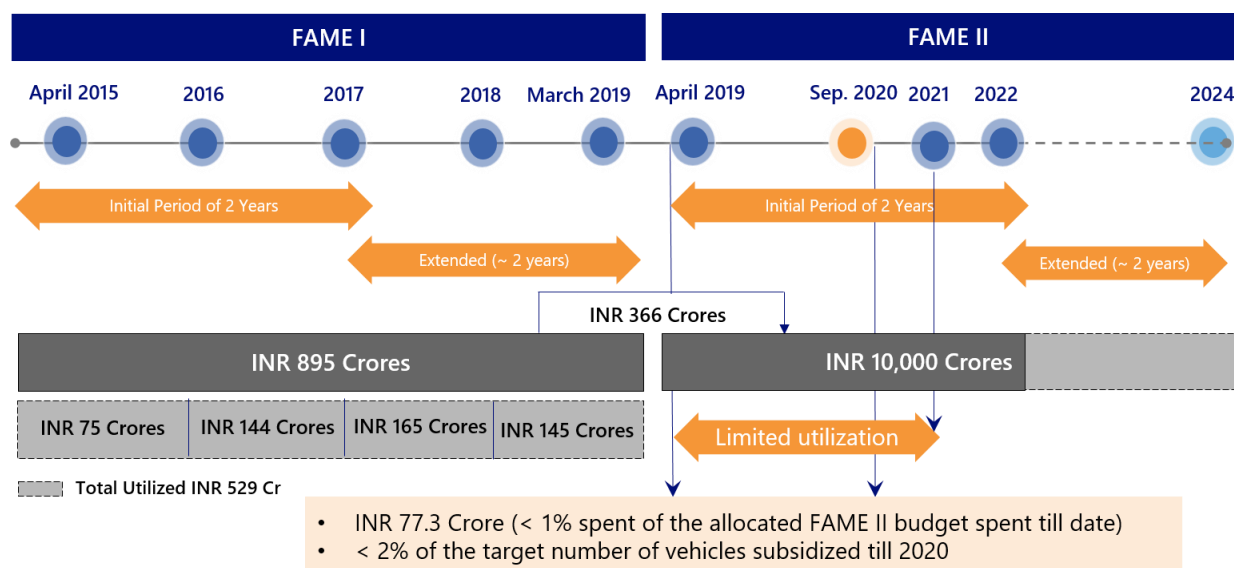 FAME I
FAME II
April 2015
2016
2017
2018
March 2019
April 2019
Sep. 2020
2021
2022
2024
Initial Period of 2 Years
Initial Period of 2 Years
Extended (~ 2 years)
Extended (~ 2 years)
INR 366 Crores
INR 895 Crores
INR 10,000 Crores
INR 75 Crores
INR 144 Crores
INR 165 Crores
INR 145 Crores
Limited utilization
Total Utilized INR 529 Cr
• INR 77.3 Crore (< 1% spent of the allocated FAME II budget spent till date)
• < 2% of the target number of vehicles subsidized till 2020